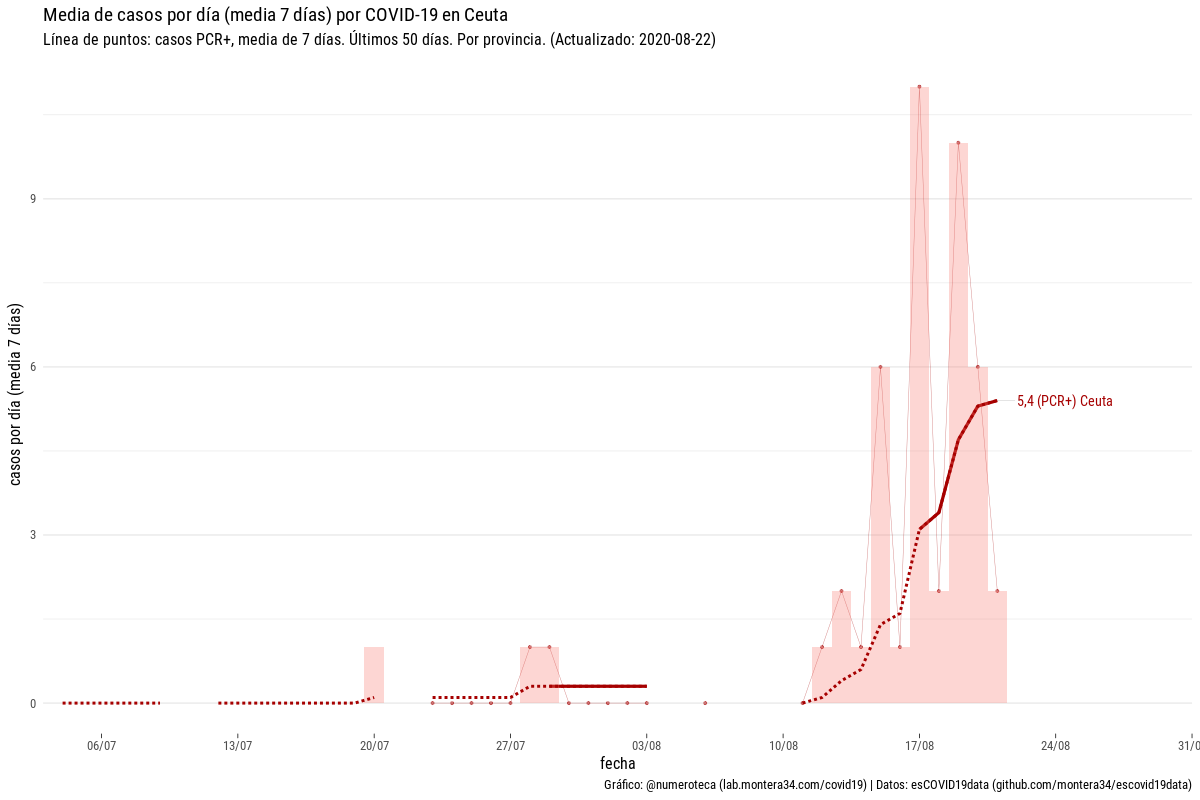 Media de casos por día (media 7 días) por COVID-19 en Ceuta
Línea de puntos: casos PCR+, media de 7 días. Últimos 50 días. Por provincia. (Actualizado: 2020-08-22)
casos por día (media 7 días)
9
6
3
0
5,4 (PCR+) Ceuta
06/07
13/07
20/07
27/07
03/08
10/08
17/08
24/08
31/0
fecha
Gráfico: @numeroteca (lab.montera34.com/covid19) | Datos: esCOVID19data (github.com/montera34/escovid19data)